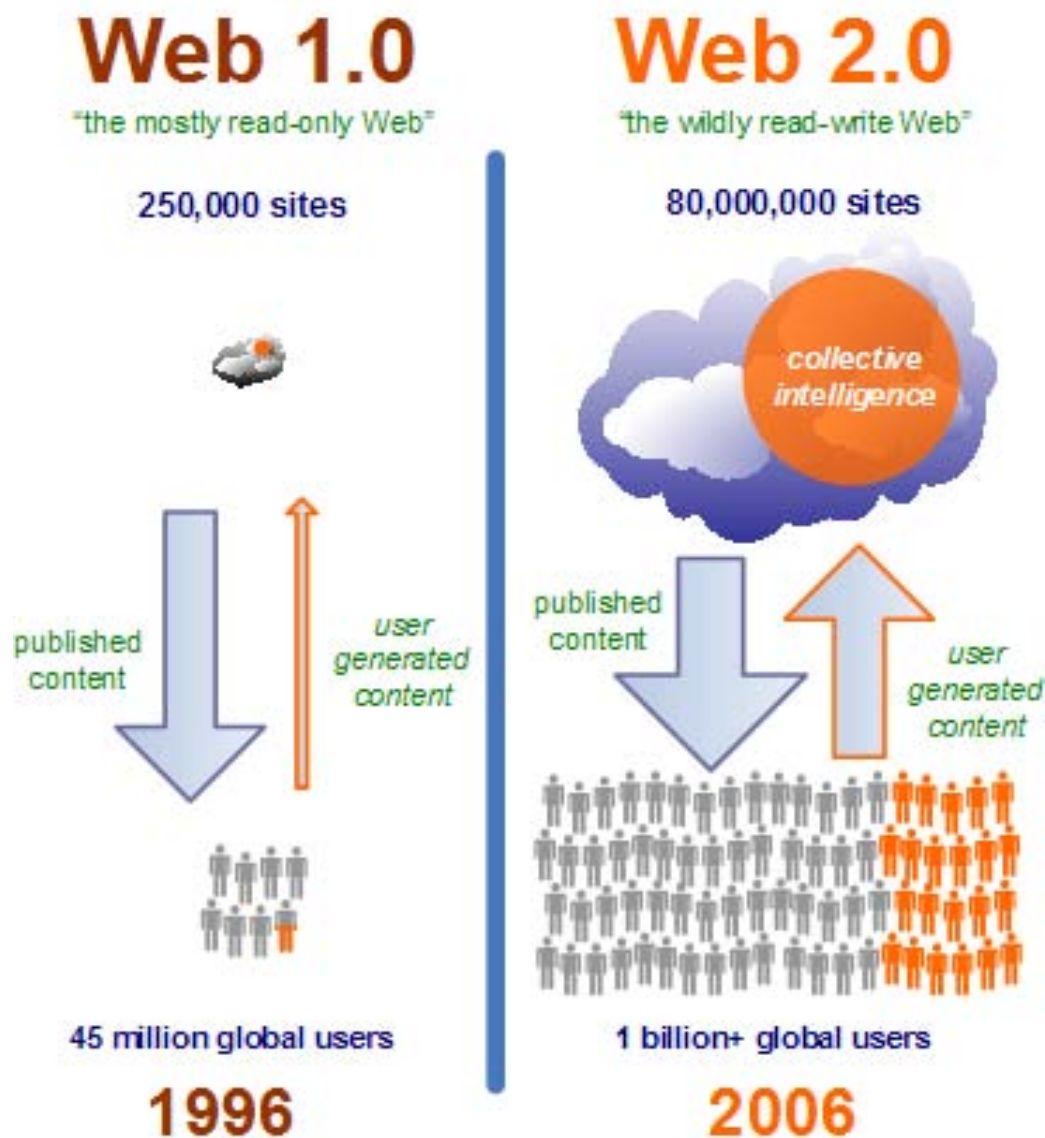 Web 1.0
"the mostly read-only Web"
250,000 sites
published
content
user
generated
content
45 million global users
1996
Web 2.0
"the wildly read-write Web"
80,000,000 sites
collective
intelligence
published
content
user
generated
content
1 billion+ global users
2006